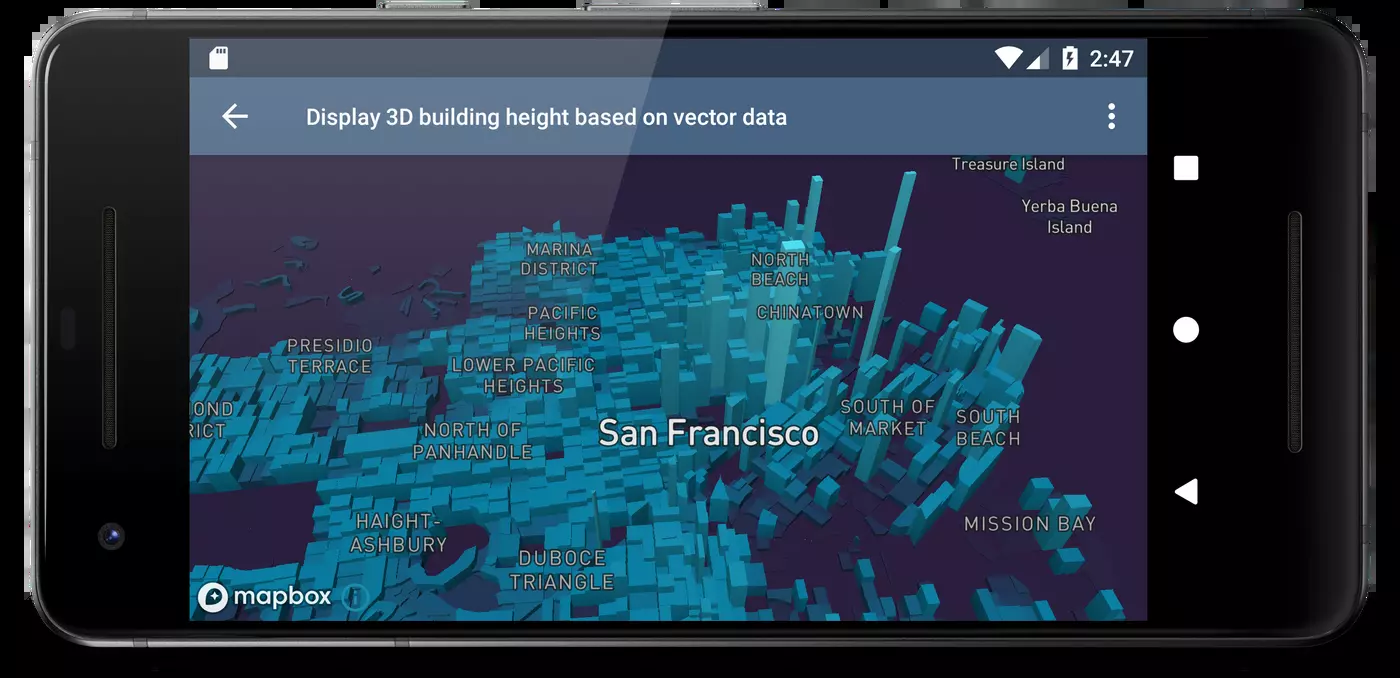 2:47
Display 3D building height based on vector data
Treasure Island
Yerba Buena
Island
MARINA
DISTRICT
NORTH
BEACH
PACIFIC
HEIGHTS
CHINATOWN
PRESIDIO
TERRACE
LOWER PACIFIC
HEIGHTS
OND
RICT
NORTH OF
PANHANDLE
San Francisco
SOUTH OF
MARKET
SOUTH
BEACH
HAIGHT-
ASHBURY
MISSION BAY
DUBOCE
TRIANGLE
mapbox